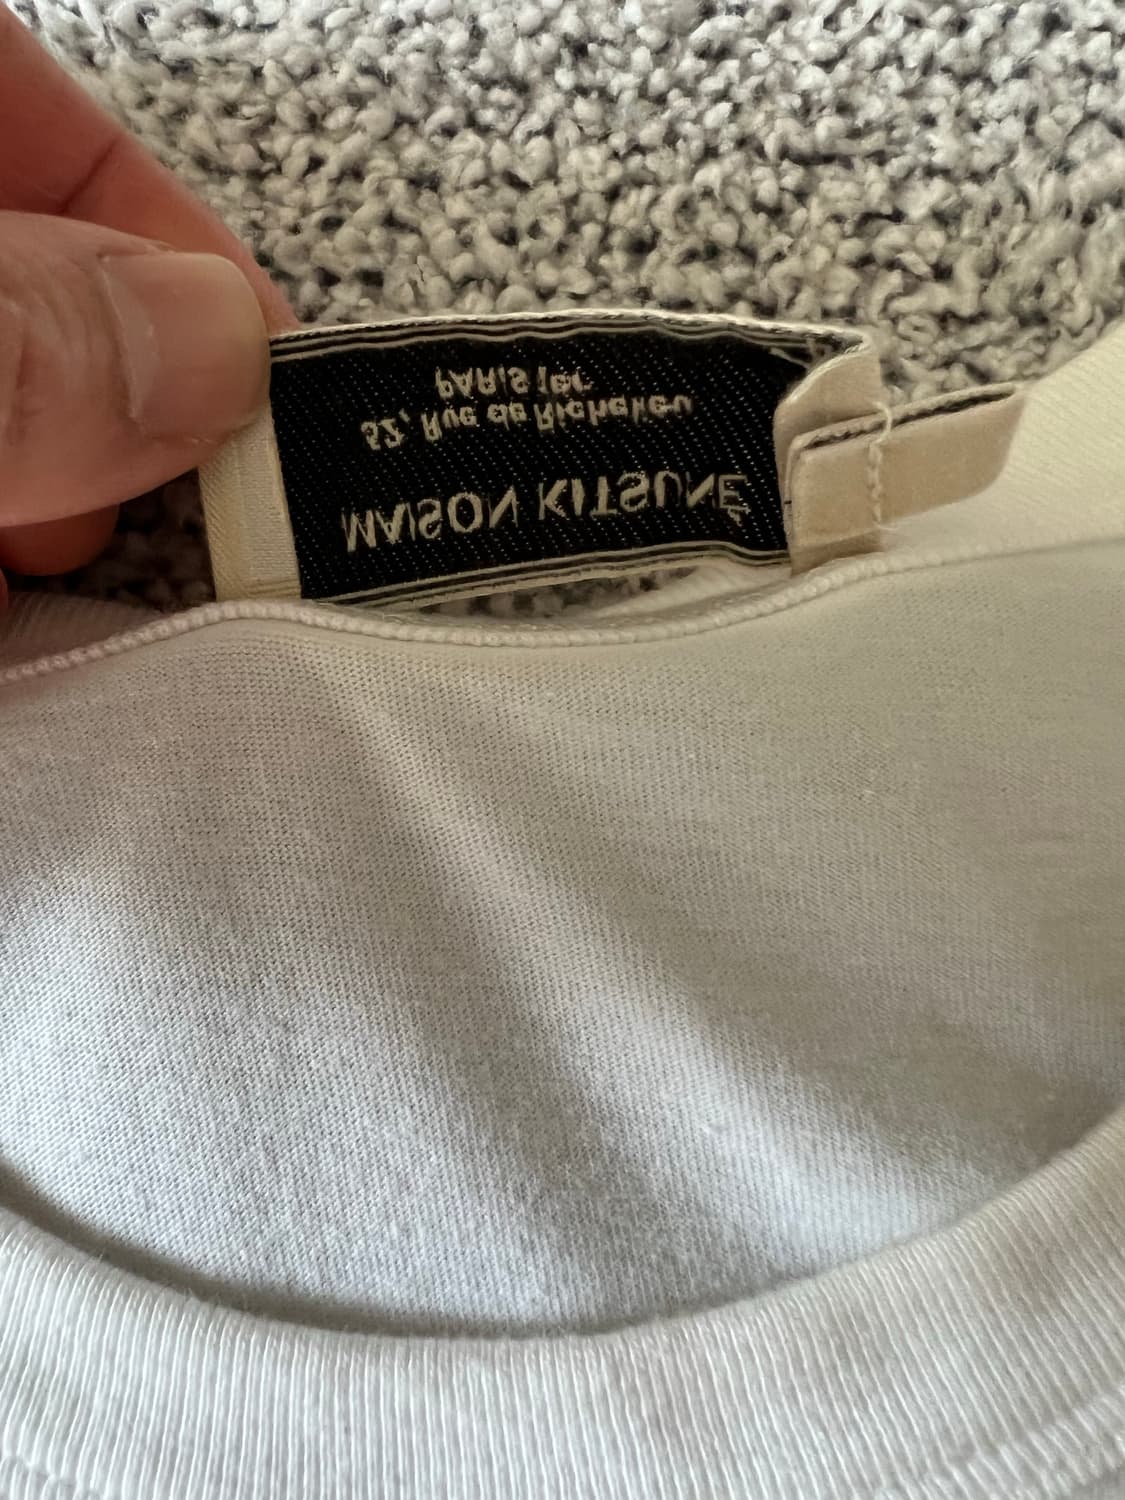 MAISON KITSUNÉ
52, Rue de Richelieu
PARIS 1er